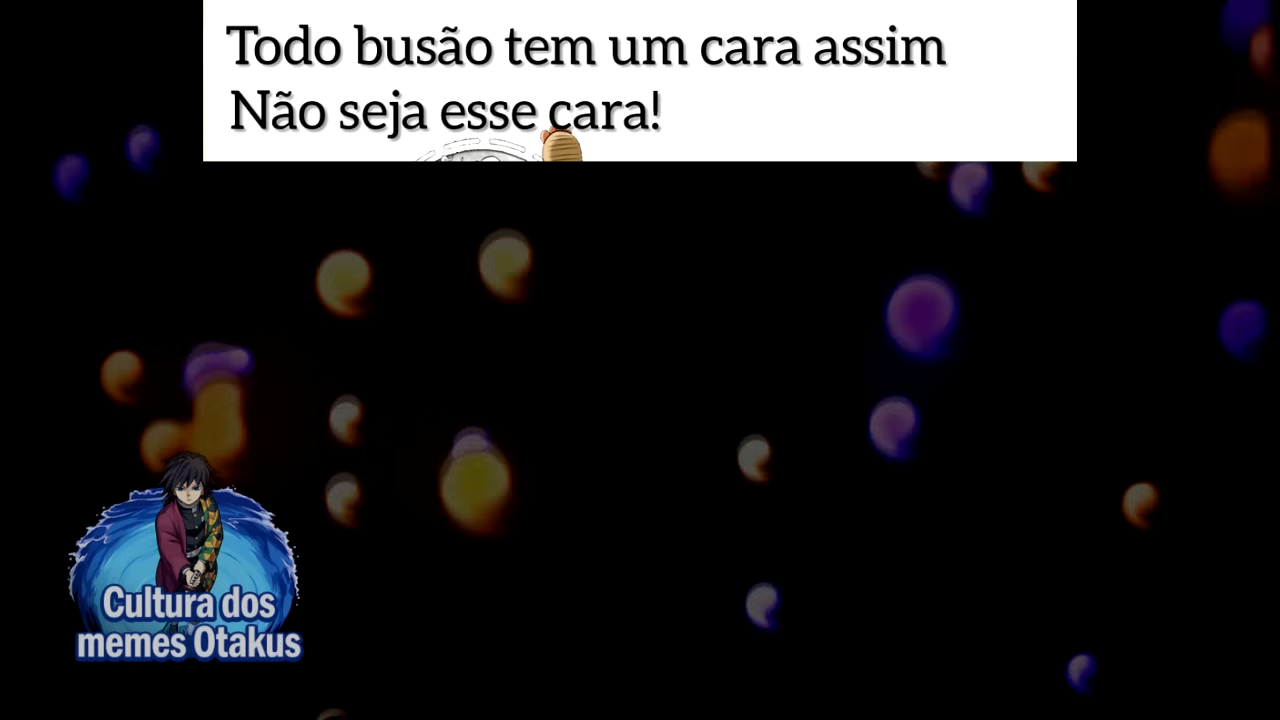 Todo busão tem um cara assim
Não seja esse cara!
Cultura dos
memes Otakus